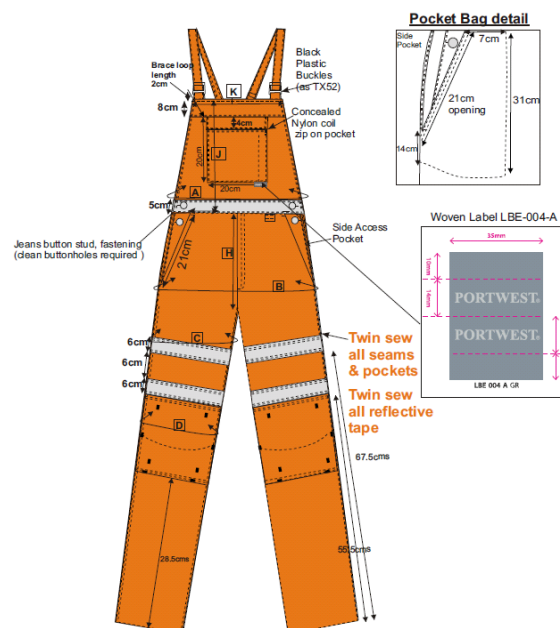 Pocket Bag detail
Side
Pocket
7cm
21cm
opening
31cm
14cm
Black
Plastic
Buckles
(as TX52)
Brace loop
length
2cm
K
8cm
Concealed
Nylon coil
zip on pocket
4cm
20cm
J
20cm
A
5cm
Jeans button stud, fastening
(clean buttonholes required )
21cm
H
Side Access
Pocket
B
Woven Label LBE-004-A
35mm
10mm
14mm
PORTWEST®
PORTWEST®
LBE 004 A GR
6cm
C
6cm
6cm
Twin sew
all seams
& pockets
Twin sew
all reflective
tape
D
67.5cms
28.5cms
55.5cms